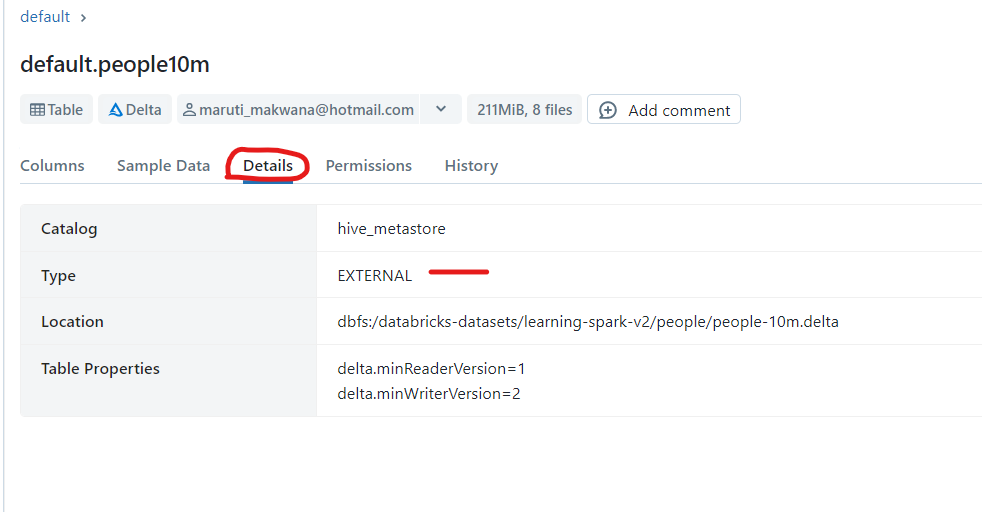 default >
default.people10m
Table Delta maruti_makwana@hotmail.com 211MiB, 8 files Add comment
Columns Sample Data Details Permissions History
Catalog hive_metastore
Type EXTERNAL
Location dbfs:/databricks-datasets/learning-spark-v2/people/people-10m.delta
Table Properties delta.minReaderVersion=1
delta.minWriterVersion=2